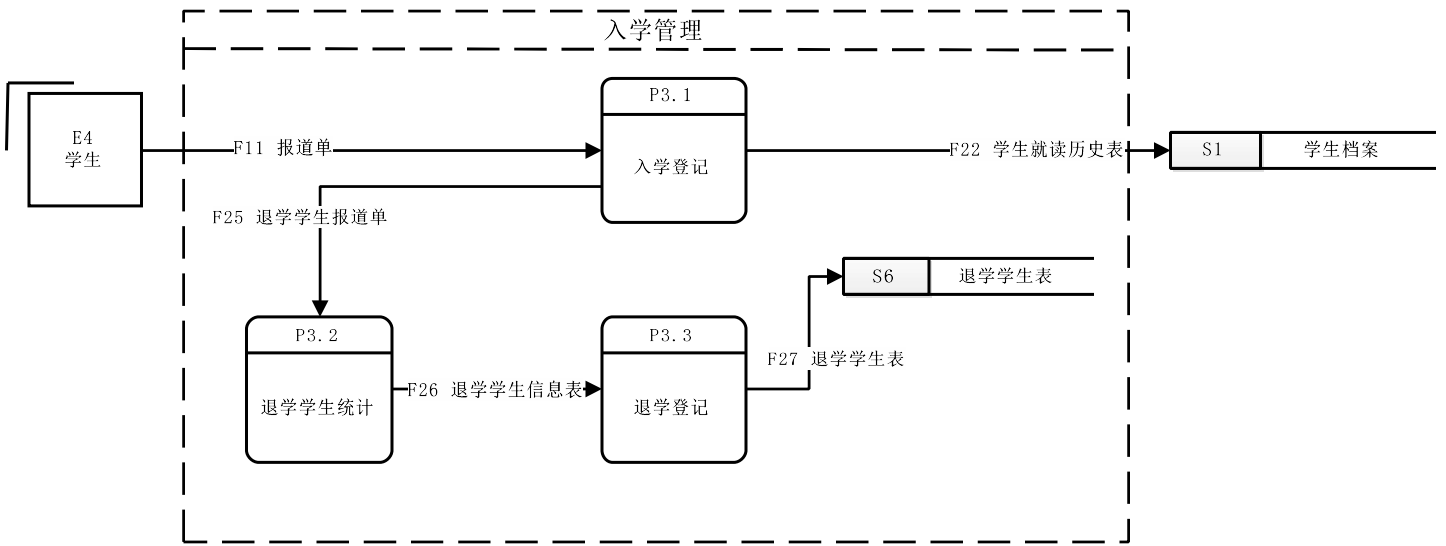 入学管理
P3.1
E4
学生
F11 报道单
入学登记
F22 学生就读历史表
S1
学生档案
F25 退学学生报道单
S6
退学学生表
P3.2
P3.3
F27 退学学生表
F26 退学学生信息表
退学学生统计
退学登记